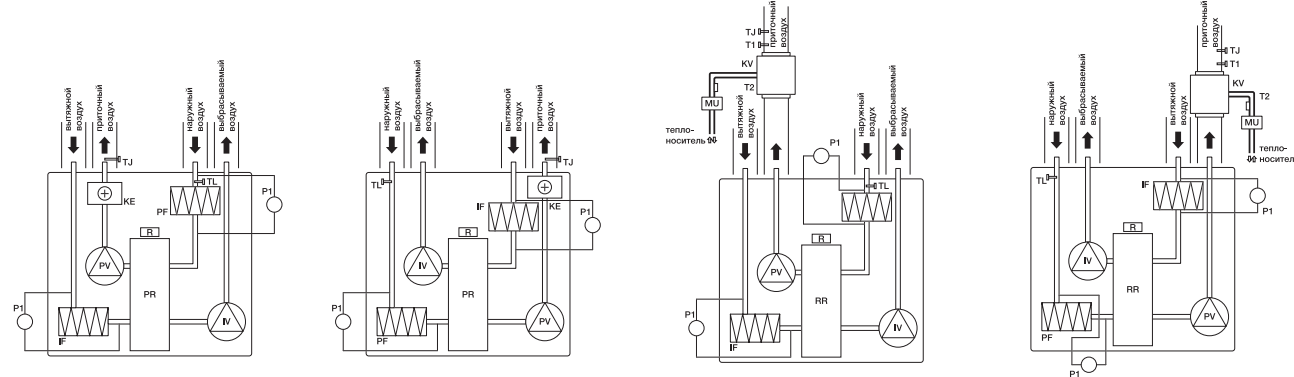 вытяжной
воздух
приточный
воздух
наружный
воздух
выбрасываемый
воздух
TJ
TL
KE
PF
P1
R
PV
PR
IV
P1
IF
наружный
воздух
выбрасываемый
воздух
вытяжной
воздух
приточный
воздух
TJ
TL
IF
KE
P1
R
IV
PR
PV
P1
PF
приточный
воздух
TJ
T1
KV
T2
MU
тепло-
носитель
вытяжной
воздух
наружный
воздух
выбрасываемый
воздух
P1
TL
R
PV
RR
IV
P1
IF
приточный
воздух
TJ
T1
KV
T2
MU
тепло-
носитель
наружный
воздух
выбрасываемый
воздух
вытяжной
воздух
TL
IF
P1
R
IV
RR
PV
PF
P1